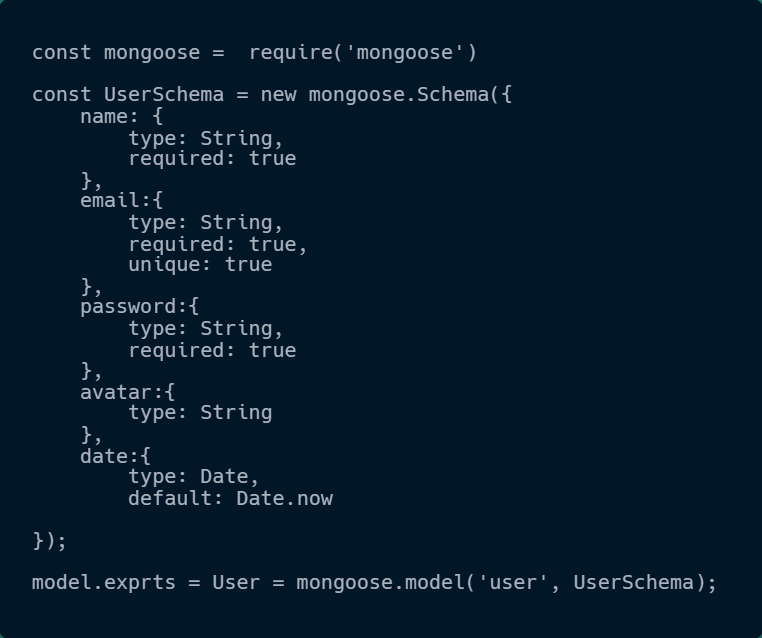 const mongoose =  require('mongoose')
const UserSchema = new mongoose.Schema({
    name: {
        type: String,
        required: true
    },
    email:{
        type: String,
        required: true,
        unique: true
    },
    password:{
        type: String,
        required: true
    },
    avatar:{
        type: String
    },
    date:{
        type: Date,
        default: Date.now
});
model.exprts = User = mongoose.model('user', UserSchema);